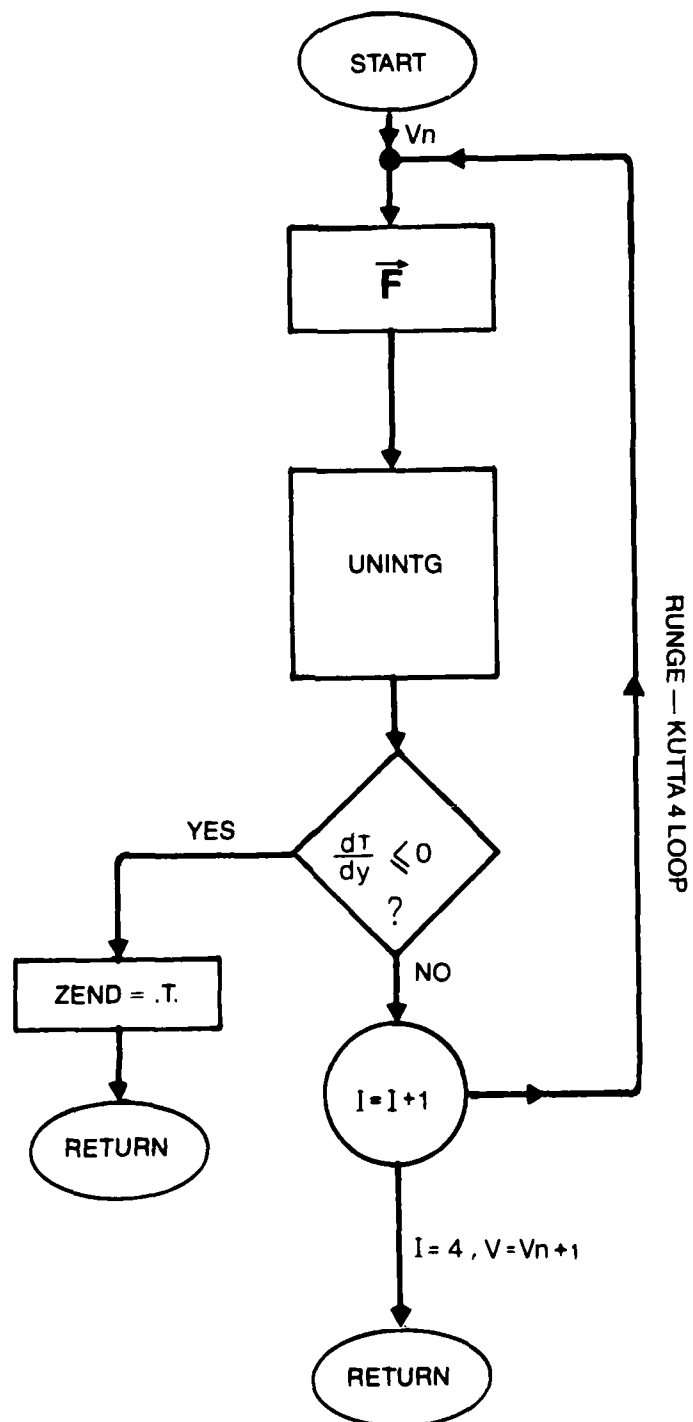 START
Vn
F
UNINTG
YES
dT
dy
≤ 0
?
NO
ZEND = .T.
I = I + 1
RETURN
RUNGE — KUTTA 4 LOOP
I = 4 , V = Vn + 1
RETURN